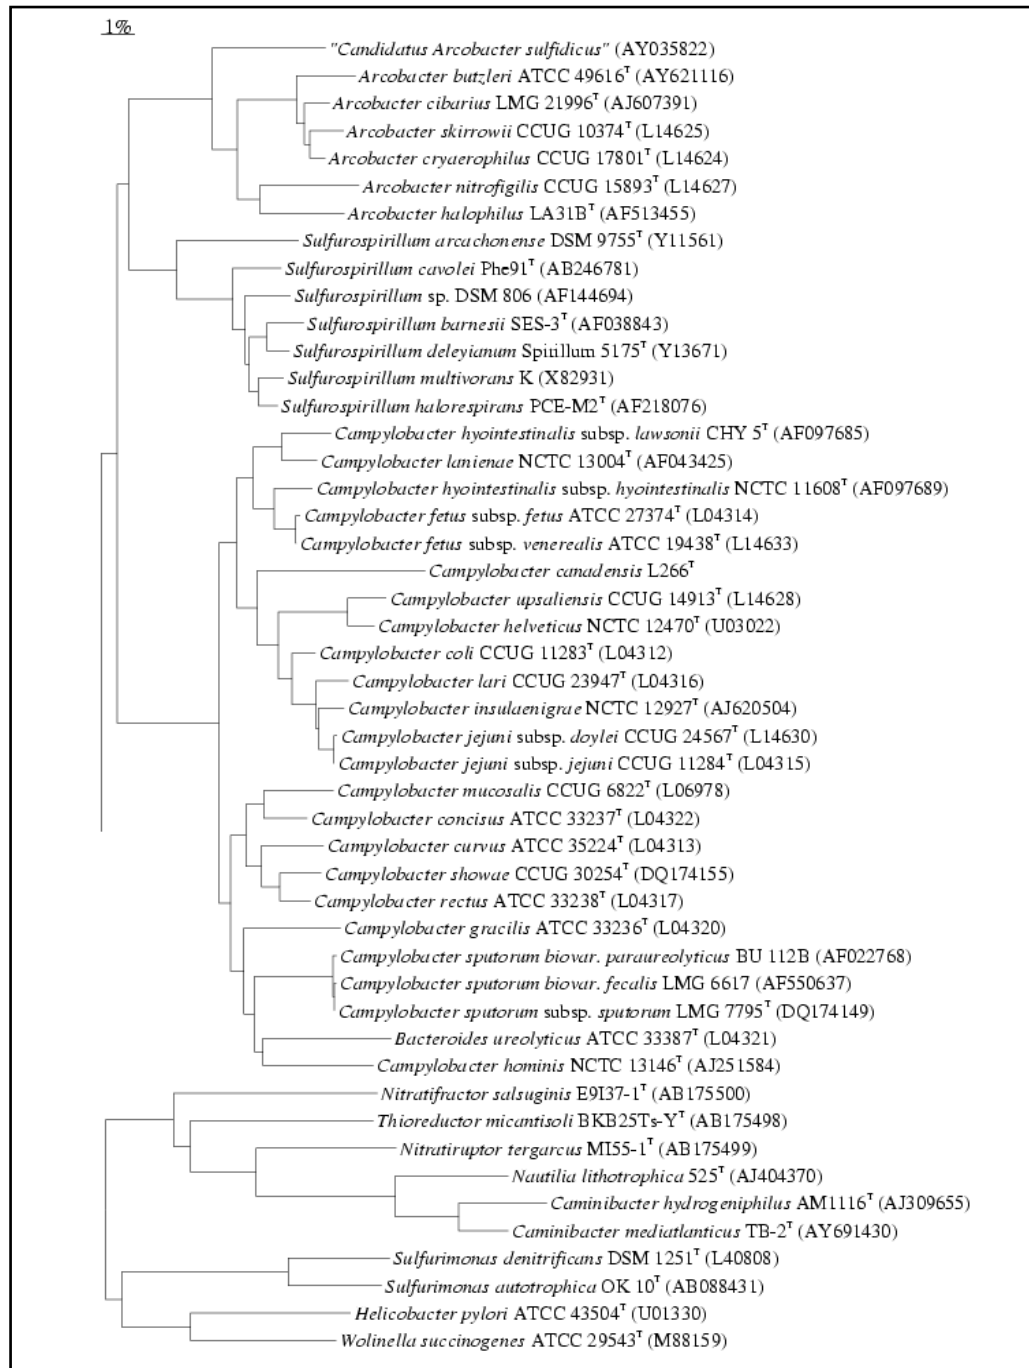 1%
"Candidatus Arcobacter sulfidicus" (AY035822)
Arcobacter butzleri ATCC 49616ᵀ (AY621116)
Arcobacter cibarius LMG 21996ᵀ (AJ607391)
Arcobacter skirrowii CCUG 10374ᵀ (L14625)
Arcobacter cryaerophilus CCUG 17801ᵀ (L14624)
Arcobacter nitrofigilis CCUG 15893ᵀ (L14627)
Arcobacter halophilus LA31Bᵀ (AF513455)
Sulfurospirillum arcachonense DSM 9755ᵀ (Y11561)
Sulfurospirillum cavolei Phe91ᵀ (AB246781)
Sulfurospirillum sp. DSM 806 (AF144694)
Sulfurospirillum barnesii SES-3ᵀ (AF038843)
Sulfurospirillum deleyianum Spirillum 5175ᵀ (Y13671)
Sulfurospirillum multivorans K (X82931)
Sulfurospirillum halorespirans PCE-M2ᵀ (AF218076)
Campylobacter hyointestinalis subsp. lawsonii CHY 5ᵀ (AF097685)
Campylobacter lanienae NCTC 13004ᵀ (AF043425)
Campylobacter hyointestinalis subsp. hyointestinalis NCTC 11608ᵀ (AF097689)
Campylobacter fetus subsp. fetus ATCC 27374ᵀ (L04314)
Campylobacter fetus subsp. venerealis ATCC 19438ᵀ (L14633)
Campylobacter canadensis L266ᵀ
Campylobacter upsaliensis CCUG 14913ᵀ (L14628)
Campylobacter helveticus NCTC 12470ᵀ (U03022)
Campylobacter coli CCUG 11283ᵀ (L04312)
Campylobacter lari CCUG 23947ᵀ (L04316)
Campylobacter insulaenigrae NCTC 12927ᵀ (AJ620504)
Campylobacter jejuni subsp. doylei CCUG 24567ᵀ (L14630)
Campylobacter jejuni subsp. jejuni CCUG 11284ᵀ (L04315)
Campylobacter mucosalis CCUG 6822ᵀ (L06978)
Campylobacter concisus ATCC 33237ᵀ (L04322)
Campylobacter curvus ATCC 35224ᵀ (L04313)
Campylobacter showae CCUG 30254ᵀ (DQ174155)
Campylobacter rectus ATCC 33238ᵀ (L04317)
Campylobacter gracilis ATCC 33236ᵀ (L04320)
Campylobacter sputorum biovar. paraureolyticus BU 112B (AF022768)
Campylobacter sputorum biovar. fecalis LMG 6617 (AF550637)
Campylobacter sputorum subsp. sputorum LMG 7795ᵀ (DQ174149)
Bacteroides ureolyticus ATCC 33387ᵀ (L04321)
Campylobacter hominis NCTC 13146ᵀ (AJ251584)
Nitratifractor salsuginis E9I37-1ᵀ (AB175500)
Thioreductor micantisoli BKB25Ts-Yᵀ (AB175498)
Nitratiruptor tergarcus MI55-1ᵀ (AB175499)
Nautilia lithotrophica 525ᵀ (AJ404370)
Caminibacter hydrogeniphilus AM1116ᵀ (AJ309655)
Caminibacter mediatlanticus TB-2ᵀ (AY691430)
Sulfurimonas denitrificans DSM 1251ᵀ (L40808)
Sulfurimonas autotrophica OK 10ᵀ (AB088431)
Helicobacter pylori ATCC 43504ᵀ (U01330)
Wolinella succinogenes ATCC 29543ᵀ (M88159)